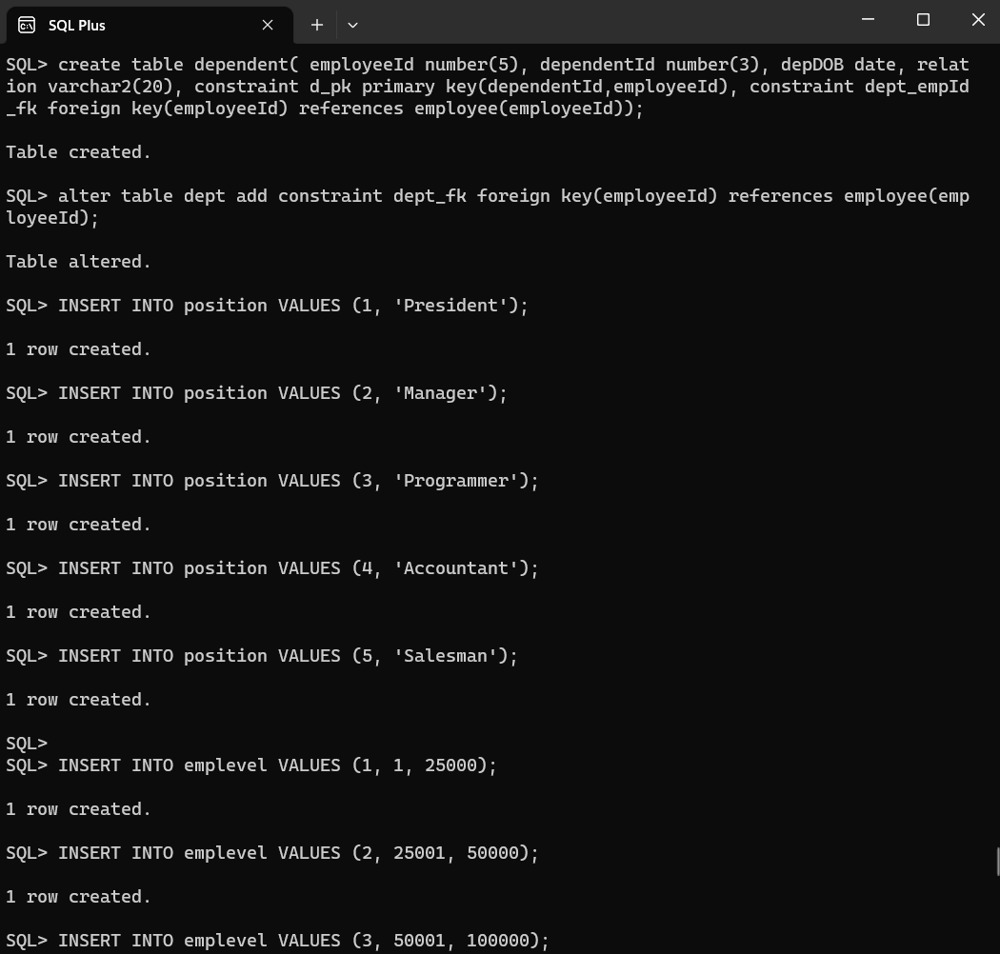 SQL Plus
SQL> create table dependent( employeeId number(5), dependentId number(3), depDOB date, relat
ion varchar2(20), constraint d_pk primary key(dependentId,employeeId), constraint dept_empId
_fk foreign key(employeeId) references employee(employeeId));
Table created.
SQL> alter table dept add constraint dept_fk foreign key(employeeId) references employee(emp
loyeeId);
Table altered.
SQL> INSERT INTO position VALUES (1, 'President');
1 row created.
SQL> INSERT INTO position VALUES (2, 'Manager');
1 row created.
SQL> INSERT INTO position VALUES (3, 'Programmer');
1 row created.
SQL> INSERT INTO position VALUES (4, 'Accountant');
1 row created.
SQL> INSERT INTO position VALUES (5, 'Salesman');
1 row created.
SQL>
SQL> INSERT INTO emplevel VALUES (1, 1, 25000);
1 row created.
SQL> INSERT INTO emplevel VALUES (2, 25001, 50000);
1 row created.
SQL> INSERT INTO emplevel VALUES (3, 50001, 100000);